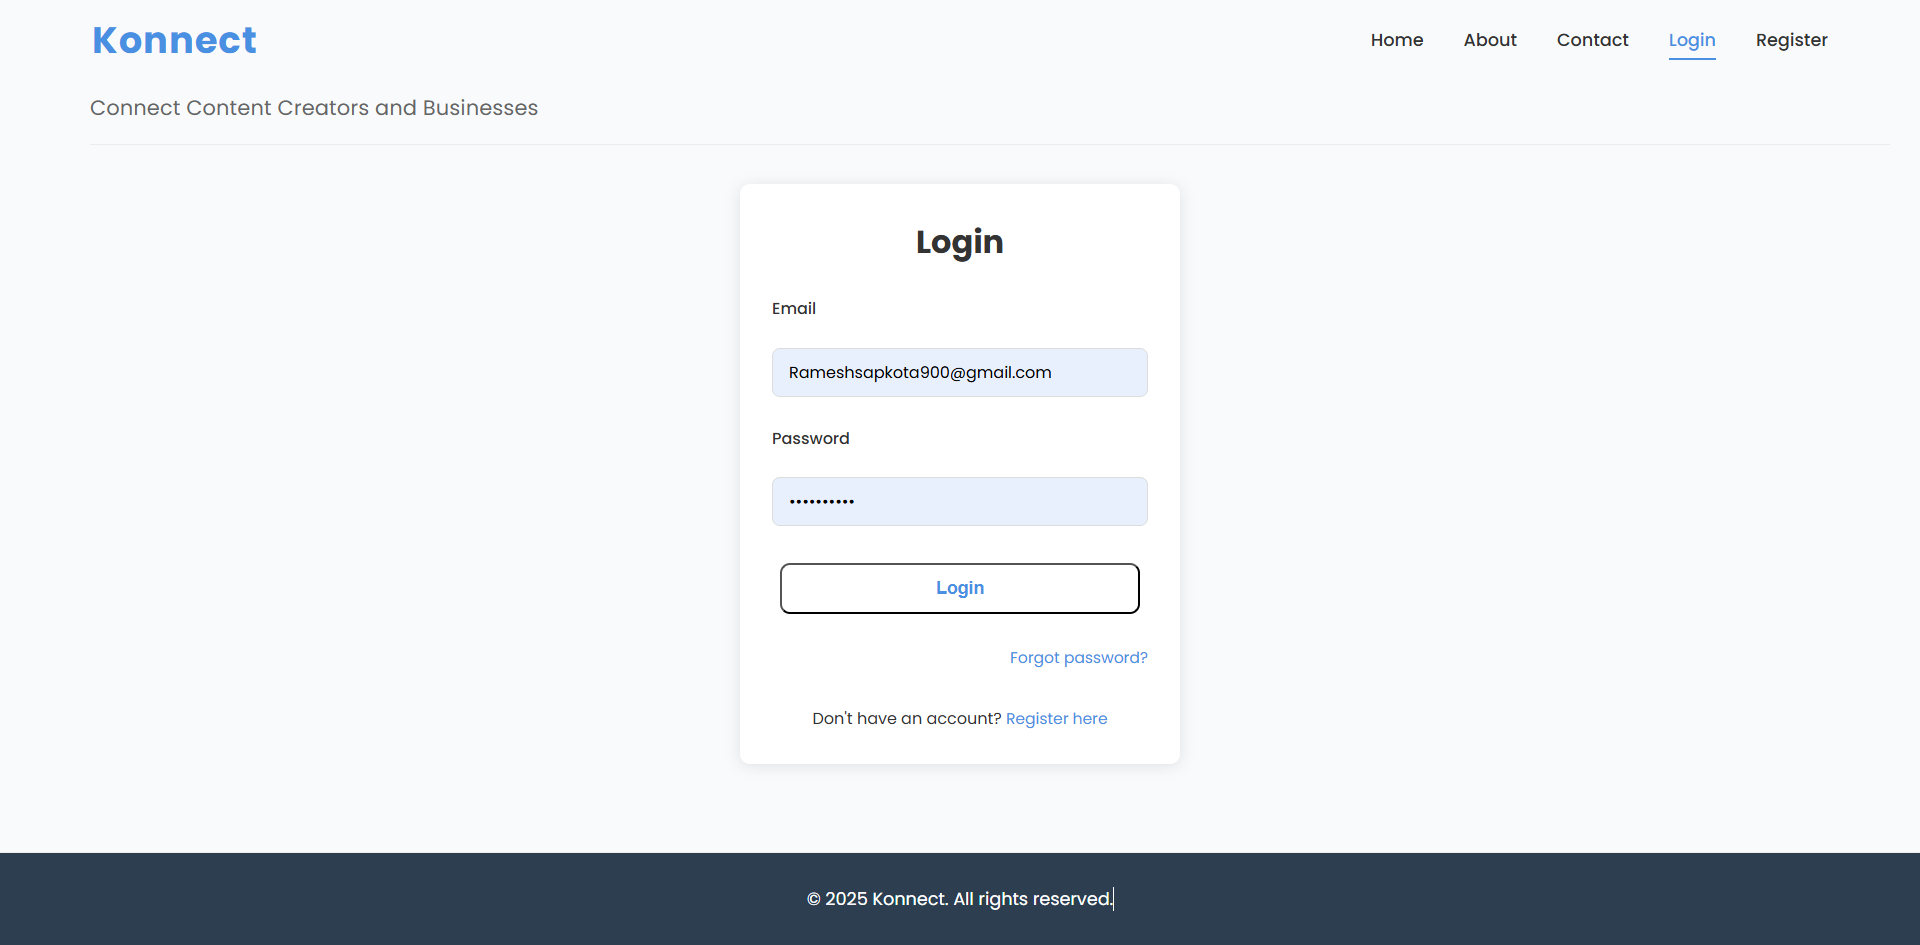 Konnect
Home About Contact Login Register
Connect Content Creators and Businesses
Login
Email
Rameshsapkota900@gmail.com
Password
••••••••••
Login
Forgot password?
Don't have an account? Register here
© 2025 Konnect. All rights reserved.